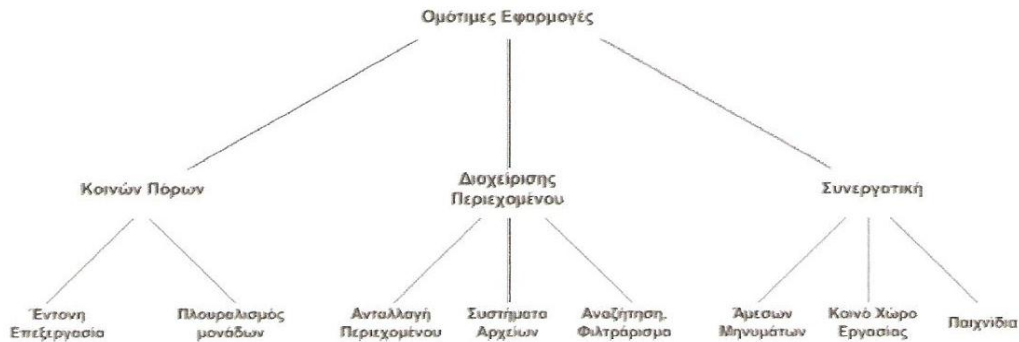 Ομότιμες Εφαρμογές
Κοινών Πόρων
Διαχείρισης
Περιεχομένου
Συνεργατική
Έντονη
Επεξεργασία
Πλουραλισμός
μονάδων
Ανταλλαγή
Περιεχομένου
Συστήματα
Αρχείων
Αναζήτηση,
Φιλτράρισμα
Άμεσων
Μηνυμάτων
Κοινό Χώρο
Εργασίας
Παιχνίδια